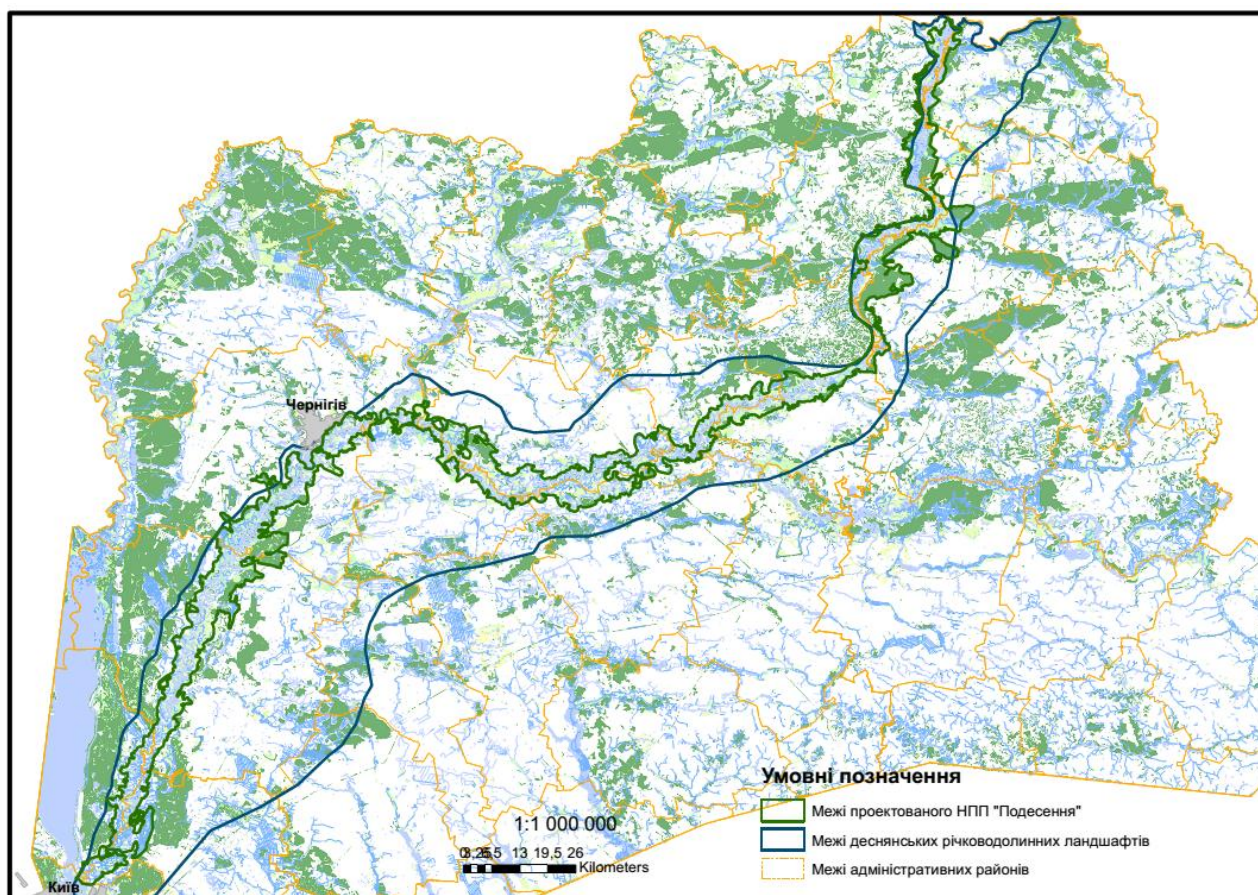 Чернігів
Умовні позначення
Межі проектованого НПП "Подесення"
1:1 000 000
Межі деснянських річководолинних ландшафтів
13 19,5 26
Kilometers
Межі адміністративних районів
Київ